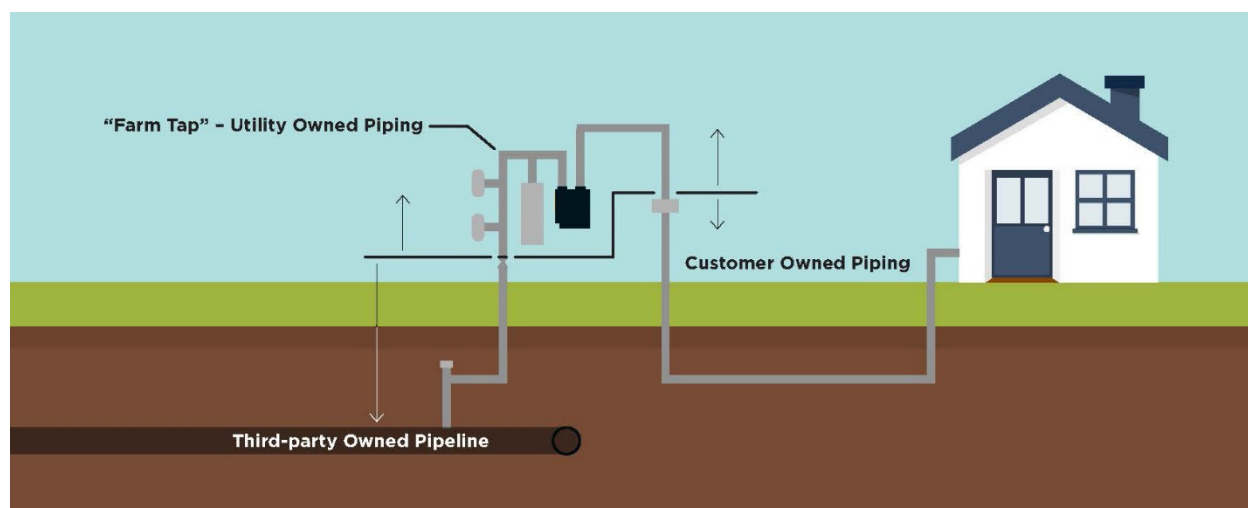 “Farm Tap” – Utility Owned Piping
Customer Owned Piping
Third-party Owned Pipeline